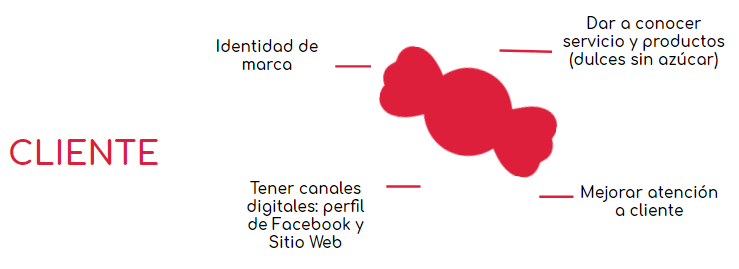 Dar a conocer
servicio y productos
(dulces sin azúcar)
Identidad de
marca
CLIENTE
Tener canales
digitales: perfil
de Facebook y
Sitio Web
Mejorar atención
a cliente